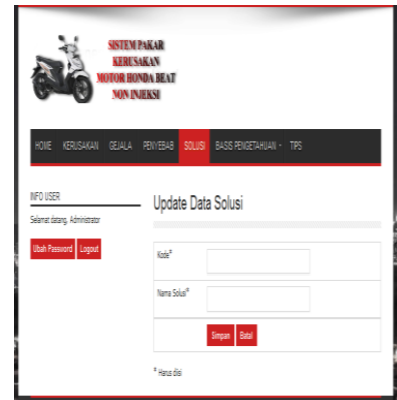 SISTEM PAKAR
KERUSAKAN
MOTOR HONDA BEAT
NON INJEKSI
HOME KERUSAKAN GEJALA PENYEBAB SOLUSI BASIS PENGETAHUAN TIPS
INFO USER
Selamat datang, Administrator
Ubah Password Logout
Update Data Solusi
Kode*
Nama Solusi*
Simpan Batal
* Harus diisi